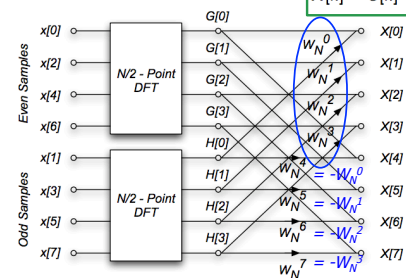 G[0]
x[0]
X[0]
W_N^0
G[1]
x[2]
N/2 - Point
DFT
X[1]
W_N^1
G[2]
x[4]
X[2]
W_N^2
G[3]
x[6]
X[3]
W_N^3
Even Samples
H[0]
x[1]
X[4]
W_N^4 = -W_N^0
H[1]
x[3]
N/2 - Point
DFT
X[5]
W_N^5 = -W_N^1
H[2]
x[5]
X[6]
W_N^6 = -W_N^2
H[3]
x[7]
X[7]
W_N^7 = -W_N^3
Odd Samples